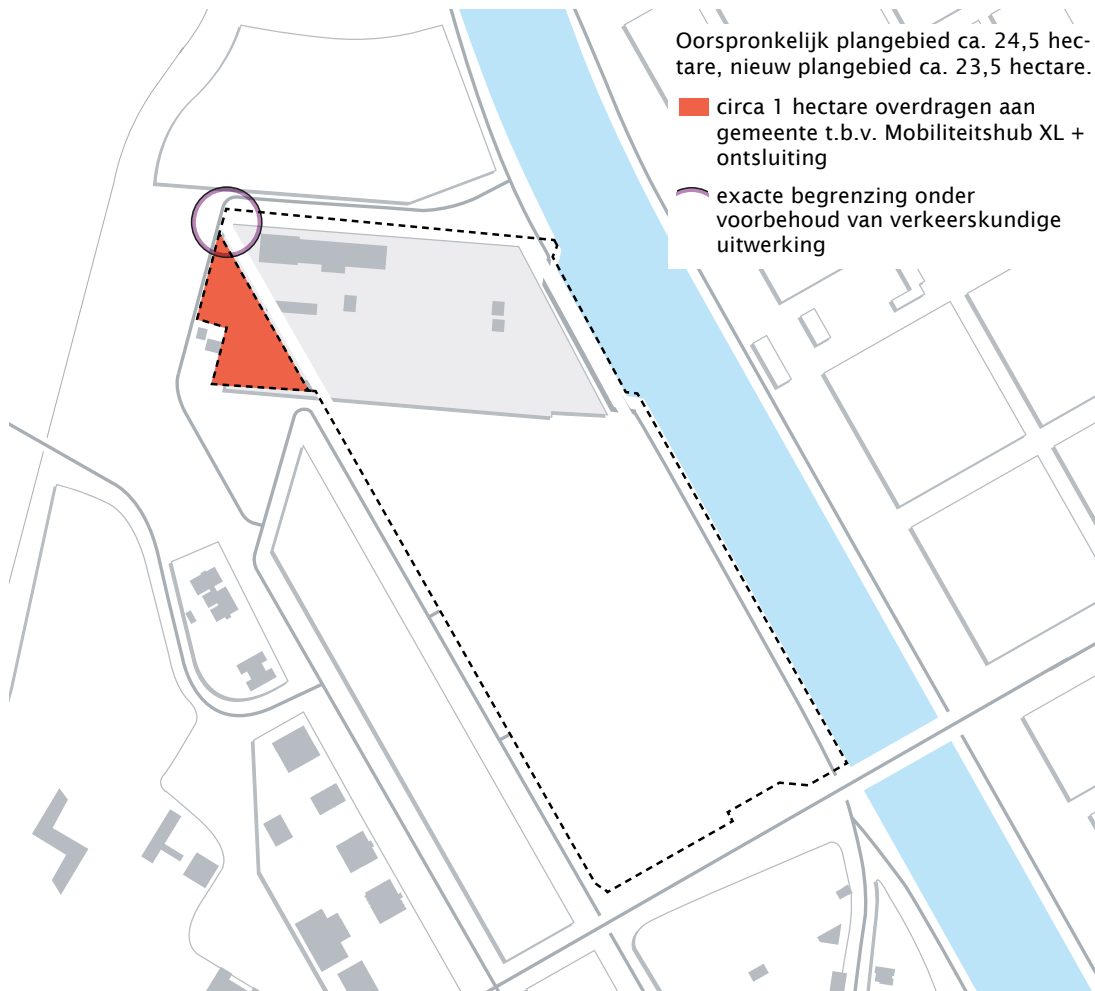 Oorspronkelijk plangebied ca. 24,5 hec-
tare, nieuw plangebied ca. 23,5 hectare.
circa 1 hectare overdragen aan
gemeente t.b.v. Mobiliteitshub XL +
ontsluiting
exacte begrenzing onder
voorbehoud van verkeerskundige
uitwerking